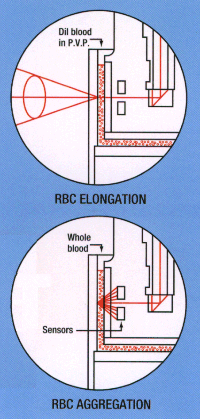 Dil blood
in P.V.P.
RBC ELONGATION
Whole
blood
Sensors
RBC AGGREGATION